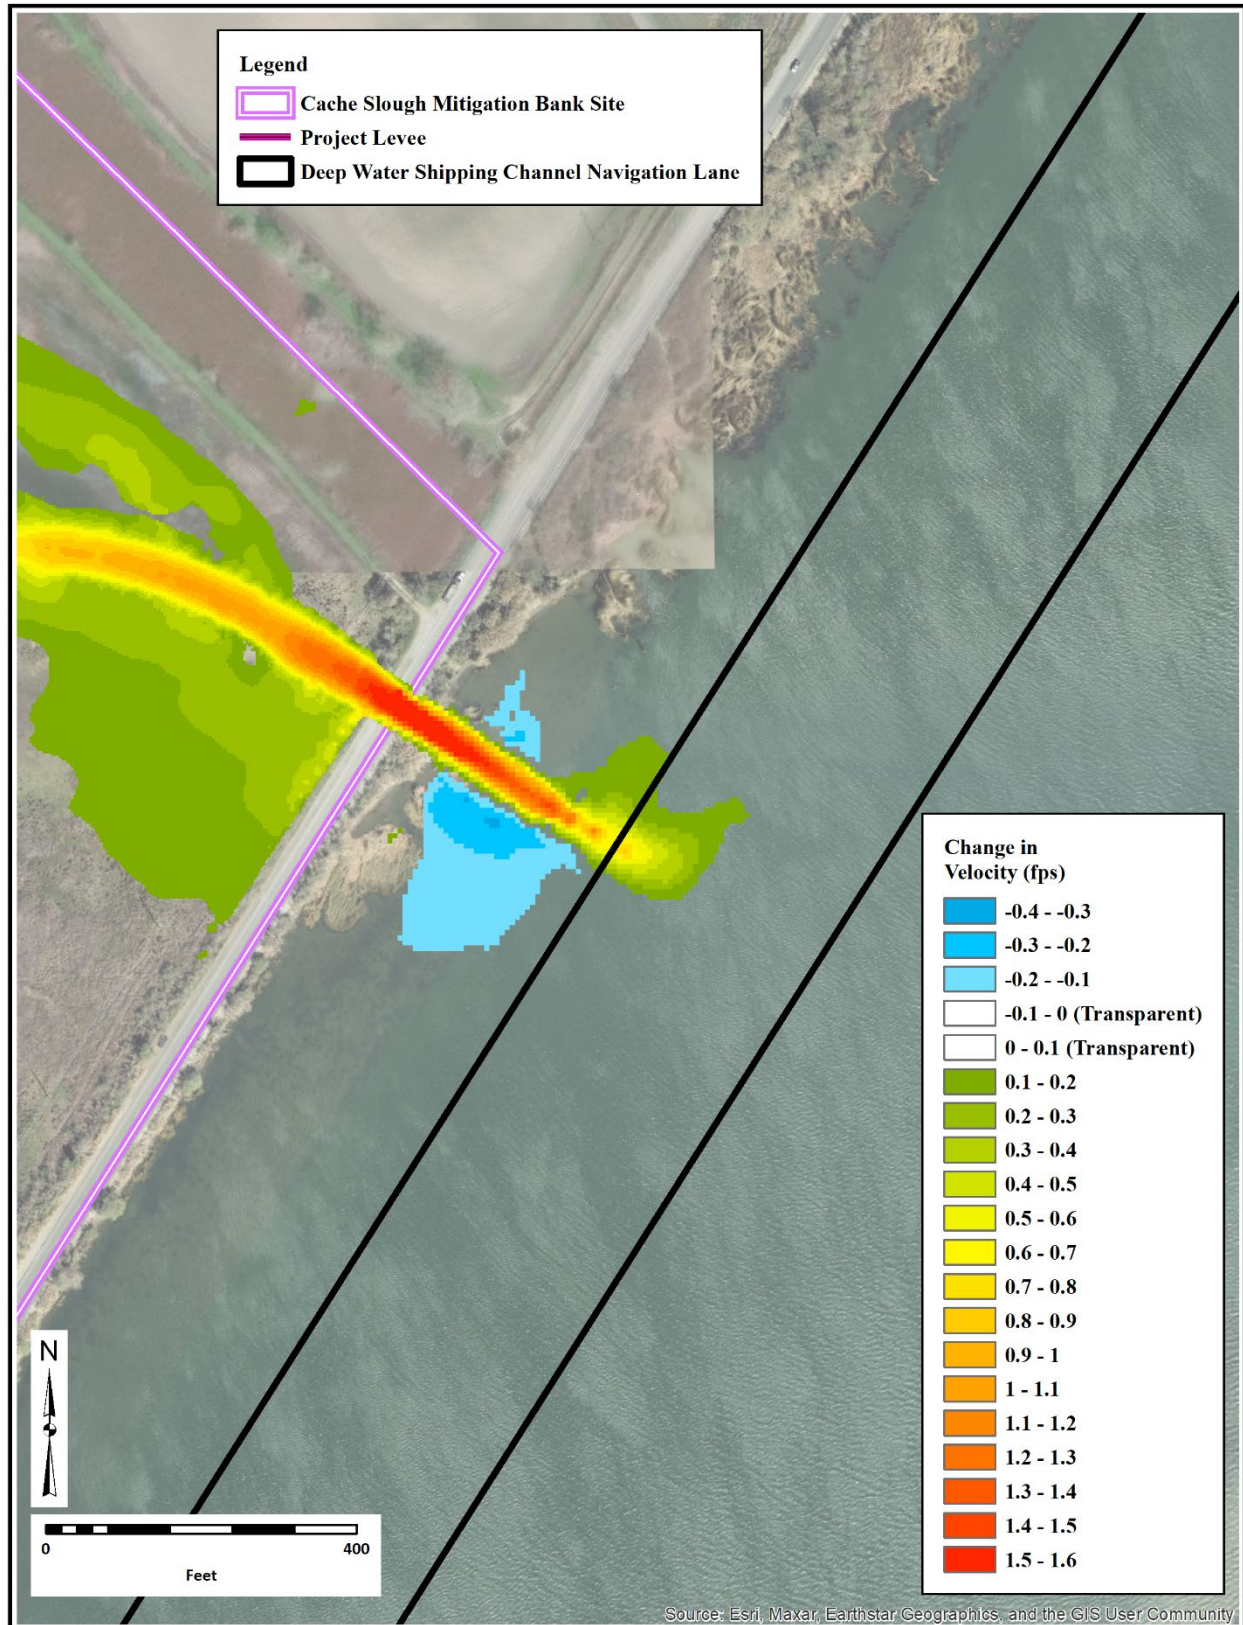 Legend
Cache Slough Mitigation Bank Site
Project Levee
Deep Water Shipping Channel Navigation Lane
Change in
Velocity (fps)
-0.4 - -0.3
-0.3 - -0.2
-0.2 - -0.1
-0.1 - 0 (Transparent)
0 - 0.1 (Transparent)
0.1 - 0.2
0.2 - 0.3
0.3 - 0.4
0.4 - 0.5
0.5 - 0.6
0.6 - 0.7
0.7 - 0.8
0.8 - 0.9
0.9 - 1
1 - 1.1
1.1 - 1.2
1.2 - 1.3
1.3 - 1.4
1.4 - 1.5
1.5 - 1.6
N
0 400
Feet
Source: Esri, Maxar, Earthstar Geographics, and the GIS User Community